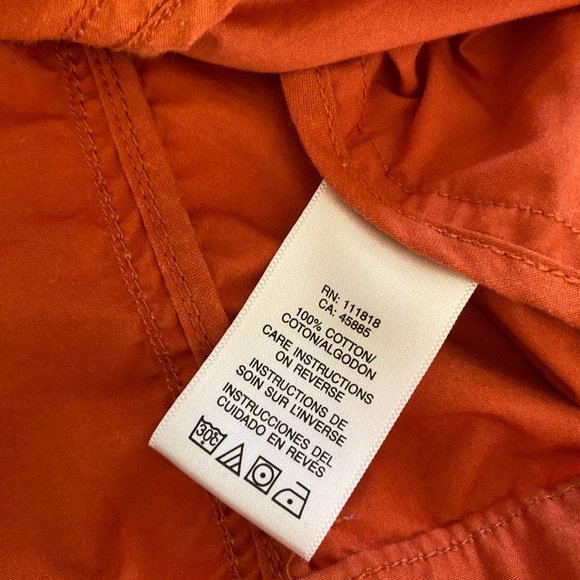 RN: 111818
CA: 45885
100% COTTON/
COTON/ALGODON
CARE INSTRUCTIONS
ON REVERSE
INSTRUCTIONS DE
SOIN SUR L'INVERSE
INSTRUCCIONES DEL
CUIDADO EN REVÉS
30C